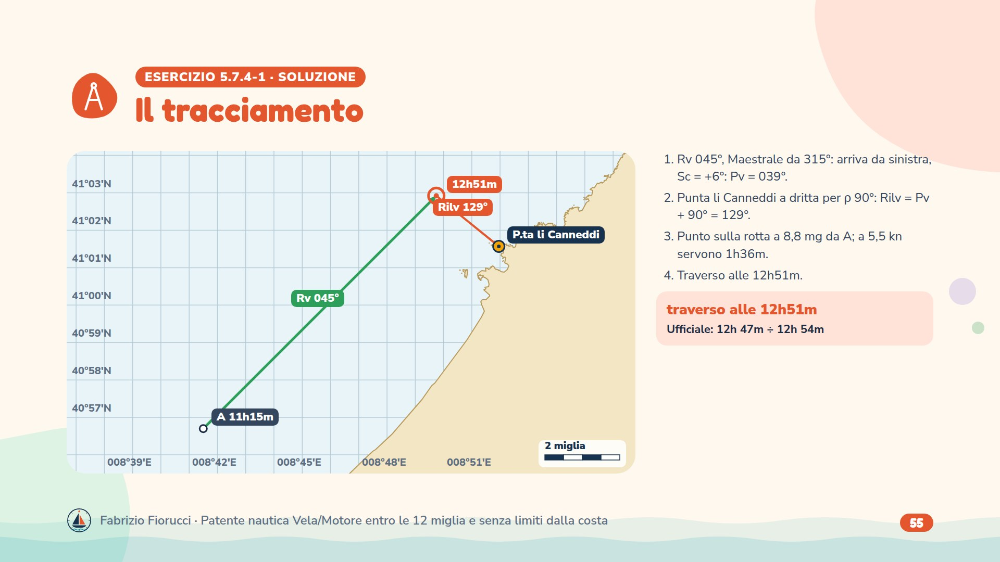 ESERCIZIO 5.7.4-1 · SOLUZIONE
Il tracciamento
41°03'N
41°02'N
41°01'N
41°00'N
40°59'N
40°58'N
40°57'N
008°39'E
008°42'E
008°45'E
008°48'E
008°51'E
12h51m
Rilv 129°
P.ta li Canneddi
Rv 045°
A 11h15m
2 miglia
1. Rv 045°, Maestrale da 315°: arriva da sinistra,
Sc = +6°: Pv = 039°.
2. Punta li Canneddi a dritta per ρ 90°: Rilv = Pv
+ 90° = 129°.
3. Punto sulla rotta a 8,8 mg da A; a 5,5 kn
servono 1h36m.
4. Traverso alle 12h51m.
traverso alle 12h51m
Ufficiale: 12h 47m ÷ 12h 54m
Fabrizio Fiorucci · Patente nautica Vela/Motore entro le 12 miglia e senza limiti dalla costa
55